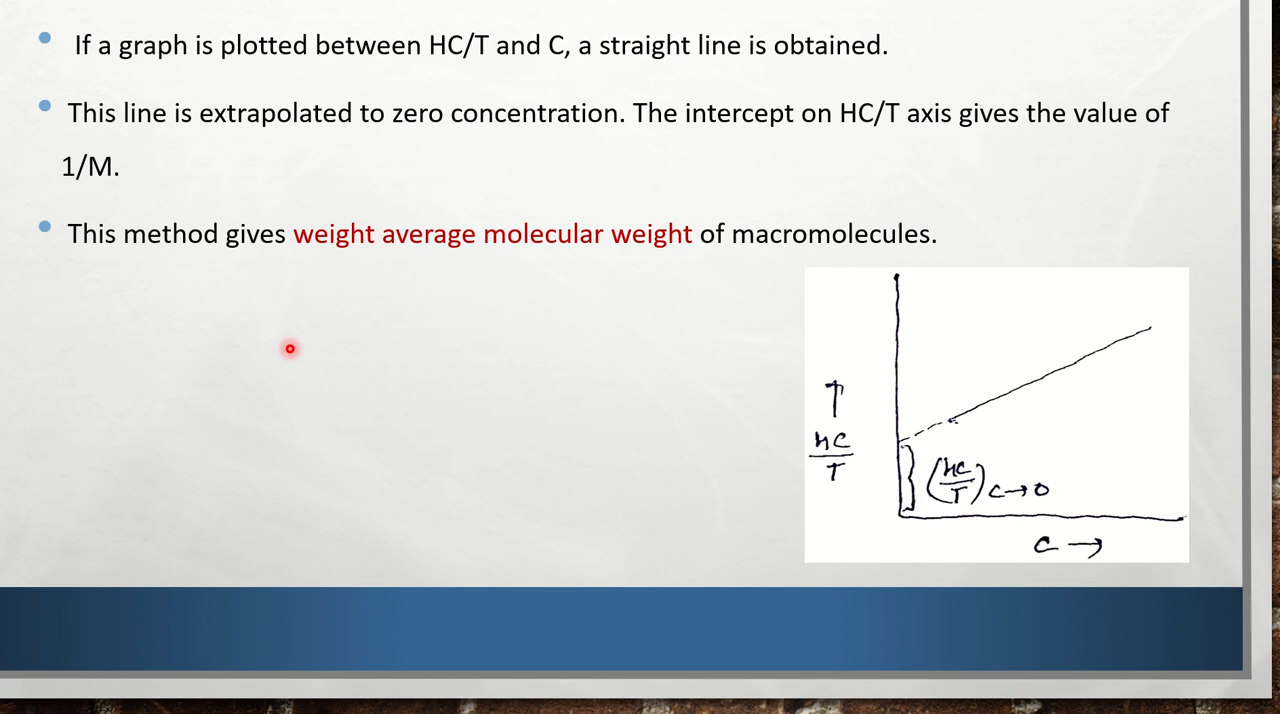 If a graph is plotted between HC/T and C, a straight line is obtained.
This line is extrapolated to zero concentration. The intercept on HC/T axis gives the value of
1/M.
This method gives weight average molecular weight of macromolecules.
↑
HC
T
(HC/T) C→0
C →